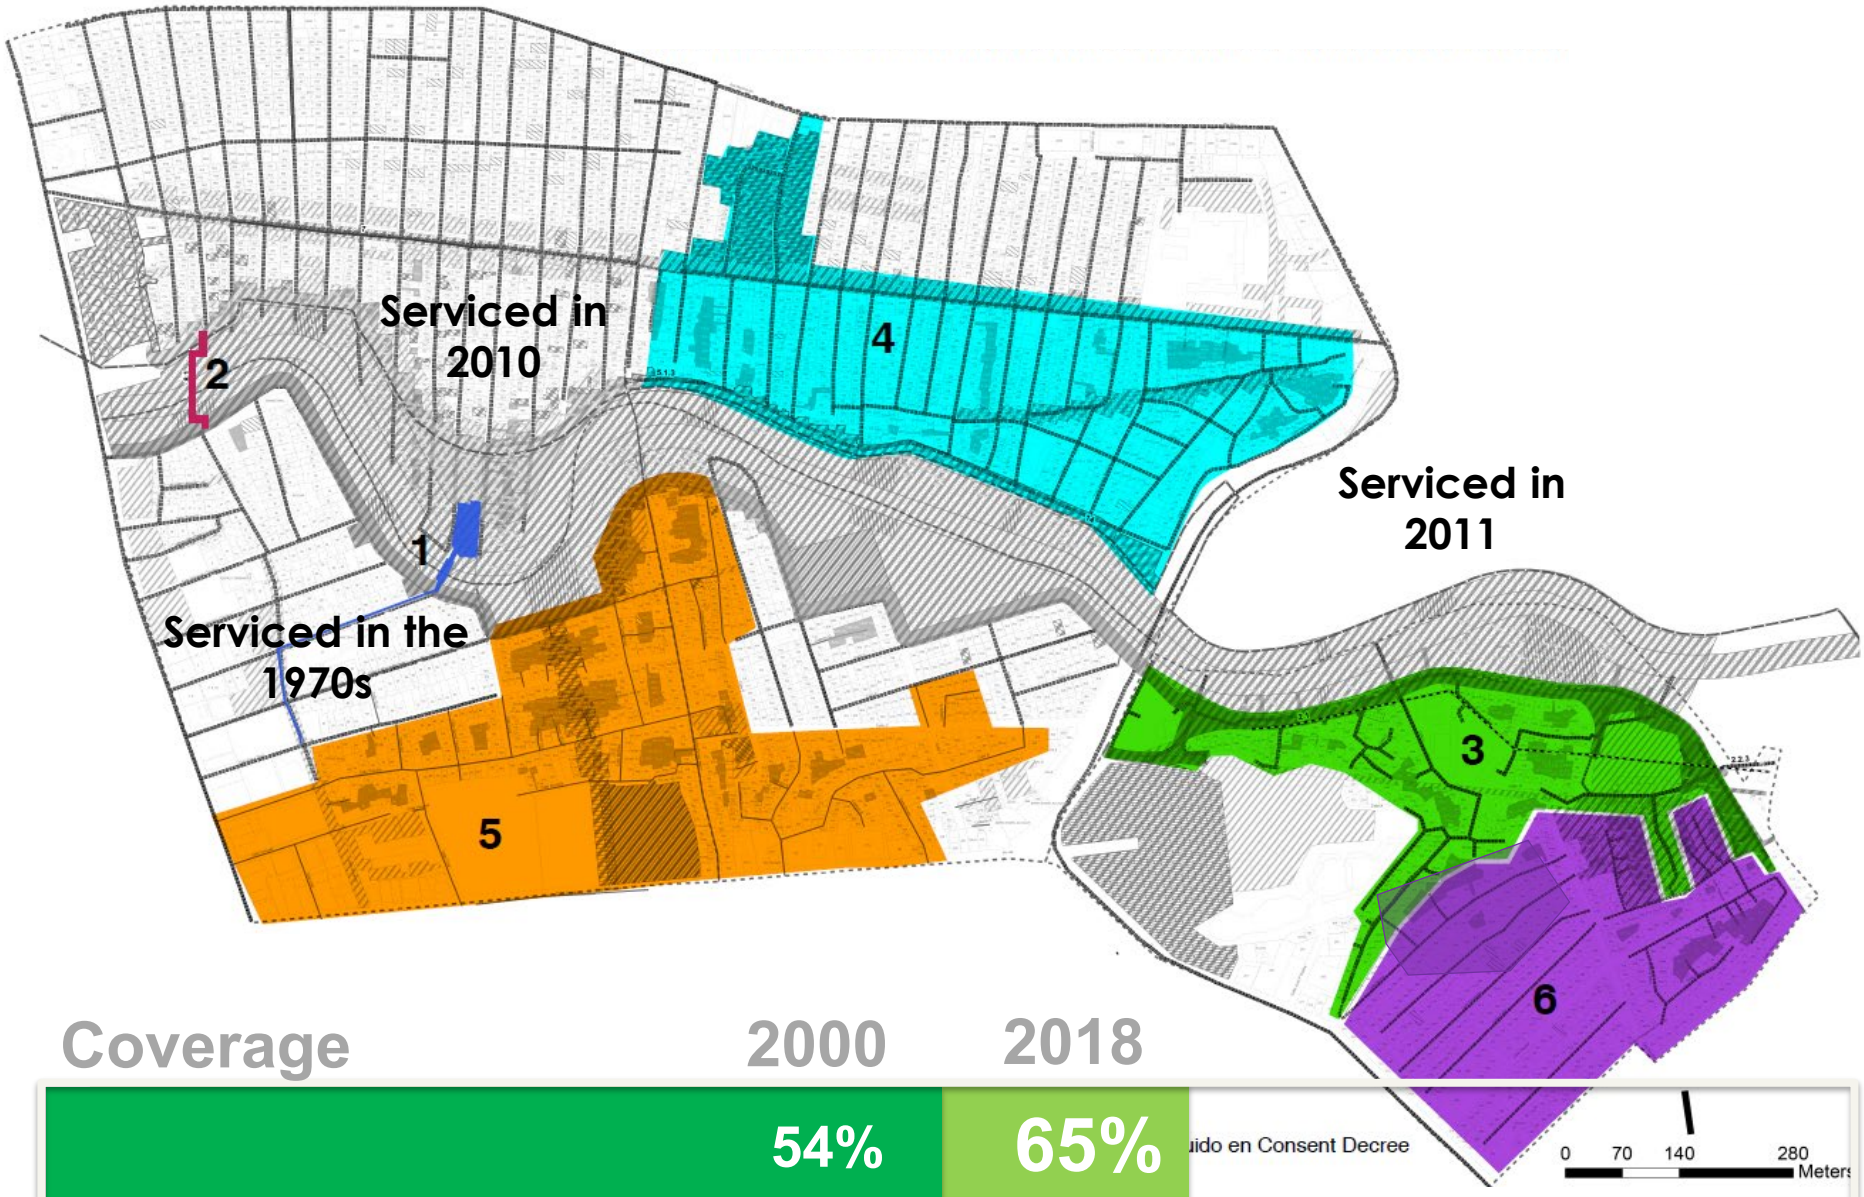 Serviced in
2010
4
2
Serviced in
2011
1
Serviced in the
1970s
3
5
6
Coverage 2000 2018
54% 65%
uido en Consent Decree
0 70 140 280
Meters